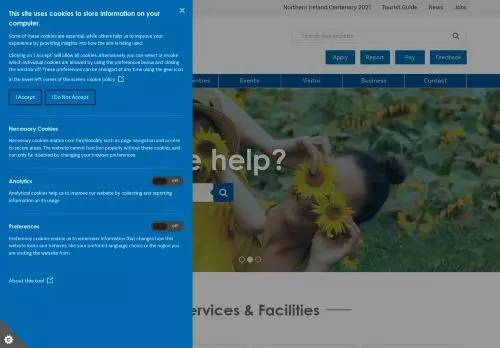 This site uses cookies to store information on your
computer.
Some of these cookies are essential, while others help us to improve your
experience by providing insights into how the site is being used.
Clicking on 'I Accept' will allow all cookies. Alternatively you can select or revoke
which individual cookies are allowed by using the preferences below and closing
the window off. These preferences can be changed at any time using the gear icon
in the lower left corner of the screen. cookie policy
I Accept
I Do Not Accept
Necessary Cookies
Necessary cookies enable core functionality such as page navigation and access
to secure areas. The website cannot function properly without these cookies, and
can only be disabled by changing your browser preferences.
Analytics
Off
Analytical cookies help us to improve our website by collecting and reporting
information on its usage.
Preferences
Off
Preference cookies enable us to remember information that changes how this
website looks and behaves, like your preferred language choice or the region you
are visiting the website from.
About this tool
Northern Ireland Centenary 2021
Tourist Guide
News
Jobs
Search this website
Apply
Report
Pay
Feedback
entres
Events
Visitor
Business
Contact
e help?
ervices & Facilities